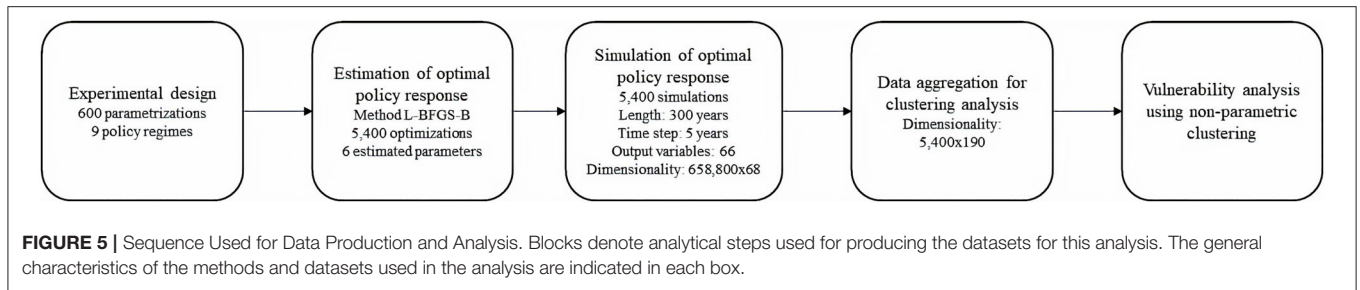 Experimental design
600 parametrizations
9 policy regimes
Estimation of optimal
policy response
Method L-BFGS-B
5,400 optimizations
6 estimated parameters
Simulation of optimal
policy response
5,400 simulations
Length: 300 years
Time step: 5 years
Output variables: 66
Dimensionality: 658,800x68
Data aggregation for
clustering analysis
Dimensionality:
5,400x190
Vulnerability analysis
using non-parametric
clustering
FIGURE 5 | Sequence Used for Data Production and Analysis. Blocks denote analytical steps used for producing the datasets for this analysis. The general
characteristics of the methods and datasets used in the analysis are indicated in each box.